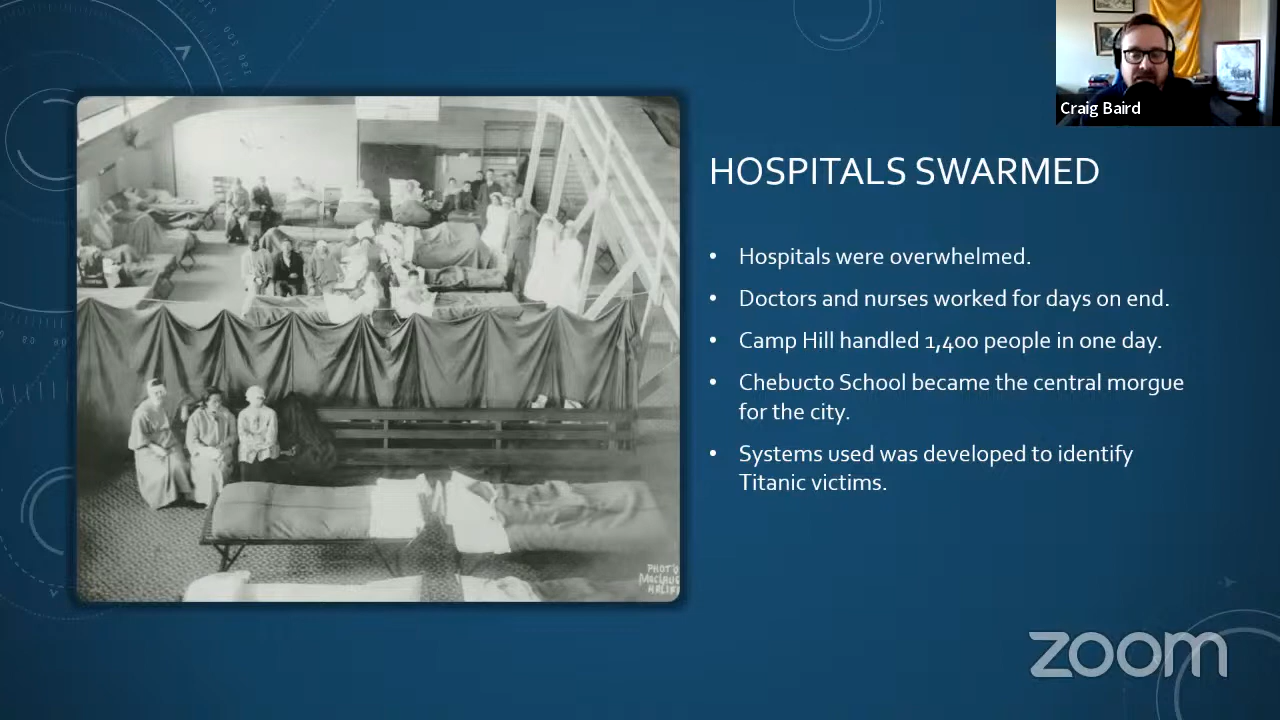 Craig Baird
HOSPITALS SWARMED
• Hospitals were overwhelmed.
• Doctors and nurses worked for days on end.
• Camp Hill handled 1,400 people in one day.
• Chebucto School became the central morgue
for the city.
• Systems used was developed to identify
Titanic victims.
PHOTO
zoom